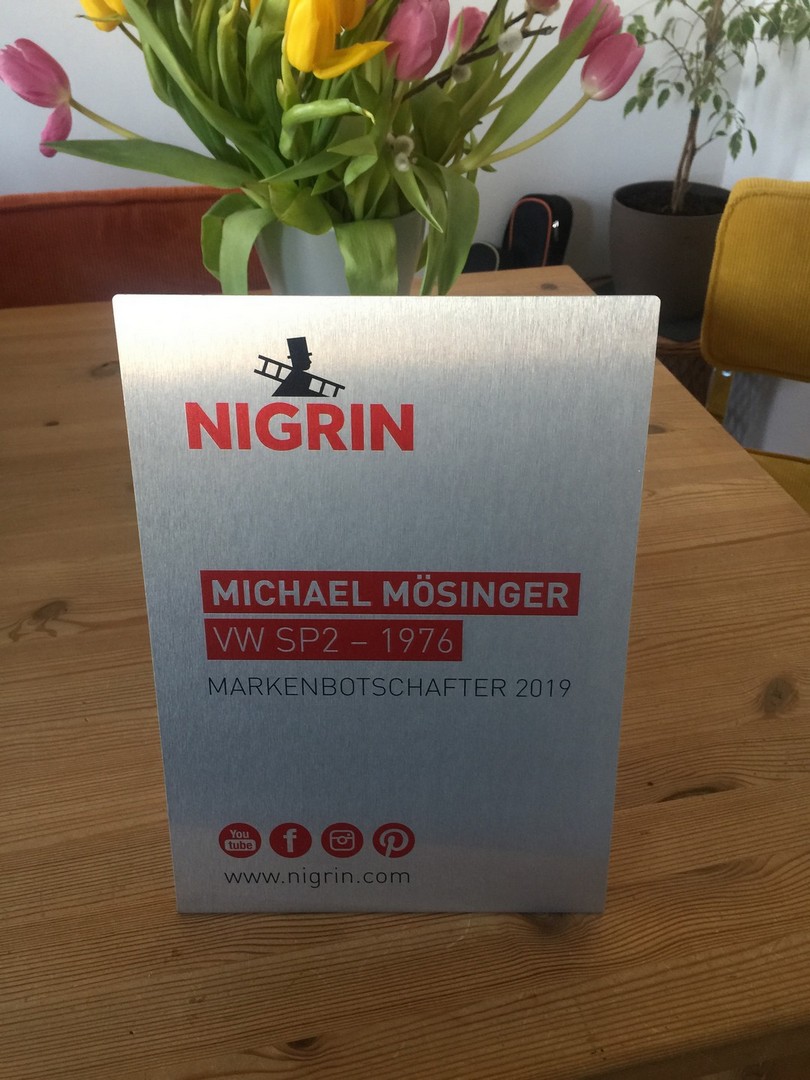 NIGRIN
MICHAEL MÖSINGER
VW SP2 – 1976
MARKENBOTSCHAFTER 2019
You
Tube
f
www.nigrin.com